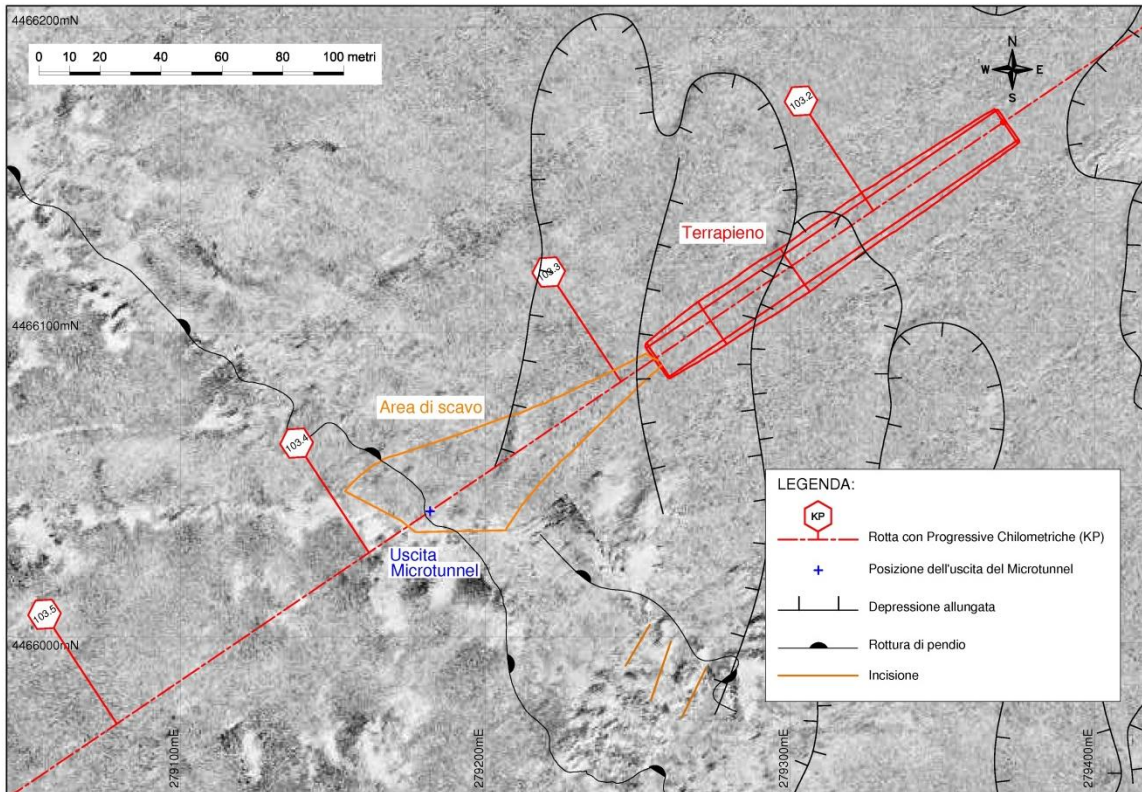 4466200mN
0 20 40 60 80 100 metri
N
W E
S
103.2
Terrapieno
103.3
4466100mN
Area di scavo
103.4
Uscita
Microtunnel
103.5
4466000mN
279100mE
279200mE
279300mE
279400mE
LEGENDA:
KP
Rotta con Progressive Chilometriche (KP)
Posizione dell'uscita del Microtunnel
Depressione allungata
Rottura di pendio
Incisione